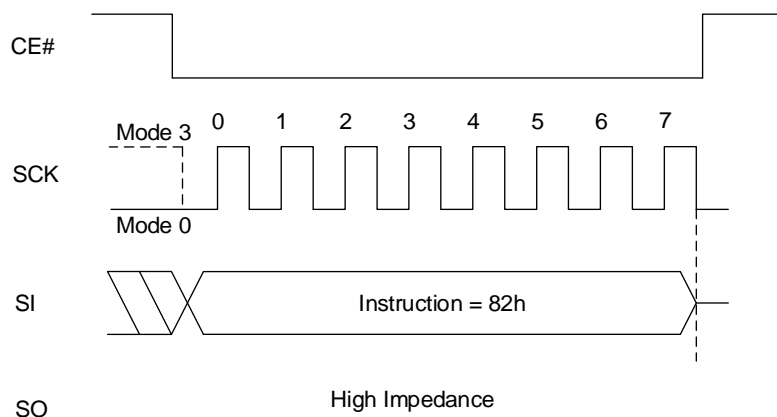 CE#
0 1 2 3 4 5 6 7
Mode 3
SCK
Mode 0
SI
Instruction = 82h
SO
High Impedance